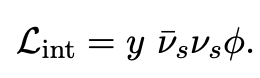 ℒ_int = y ν̄_s ν_s ϕ.